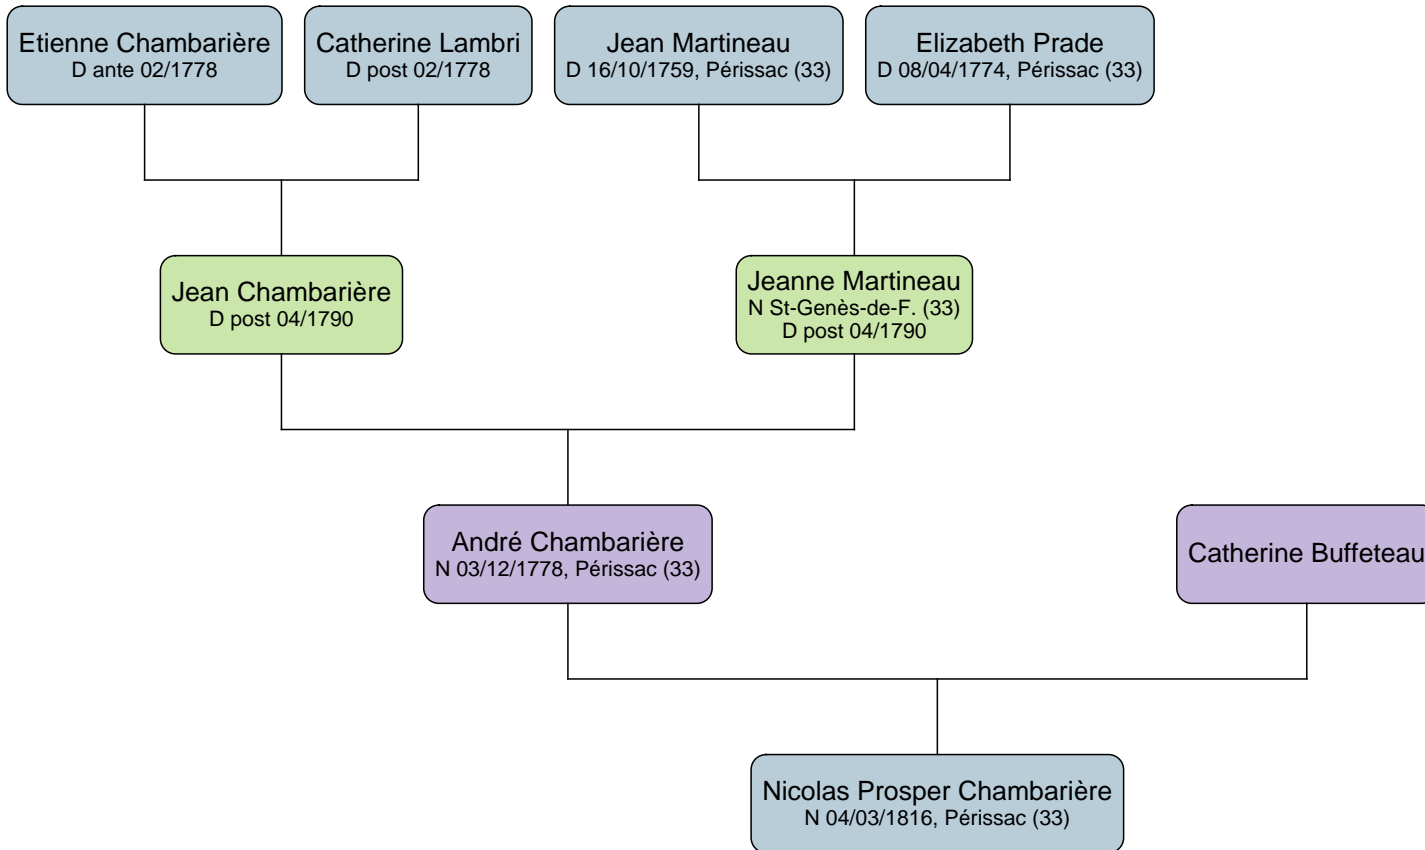 Etienne Chambarière
D ante 02/1778
Catherine Lambri
D post 02/1778
Jean Martineau
D 16/10/1759, Périssac (33)
Elizabeth Prade
D 08/04/1774, Périssac (33)
Jean Chambarière
D post 04/1790
Jeanne Martineau
N St-Genès-de-F. (33)
D post 04/1790
André Chambarière
N 03/12/1778, Périssac (33)
Catherine Buffeteau
Nicolas Prosper Chambarière
N 04/03/1816, Périssac (33)